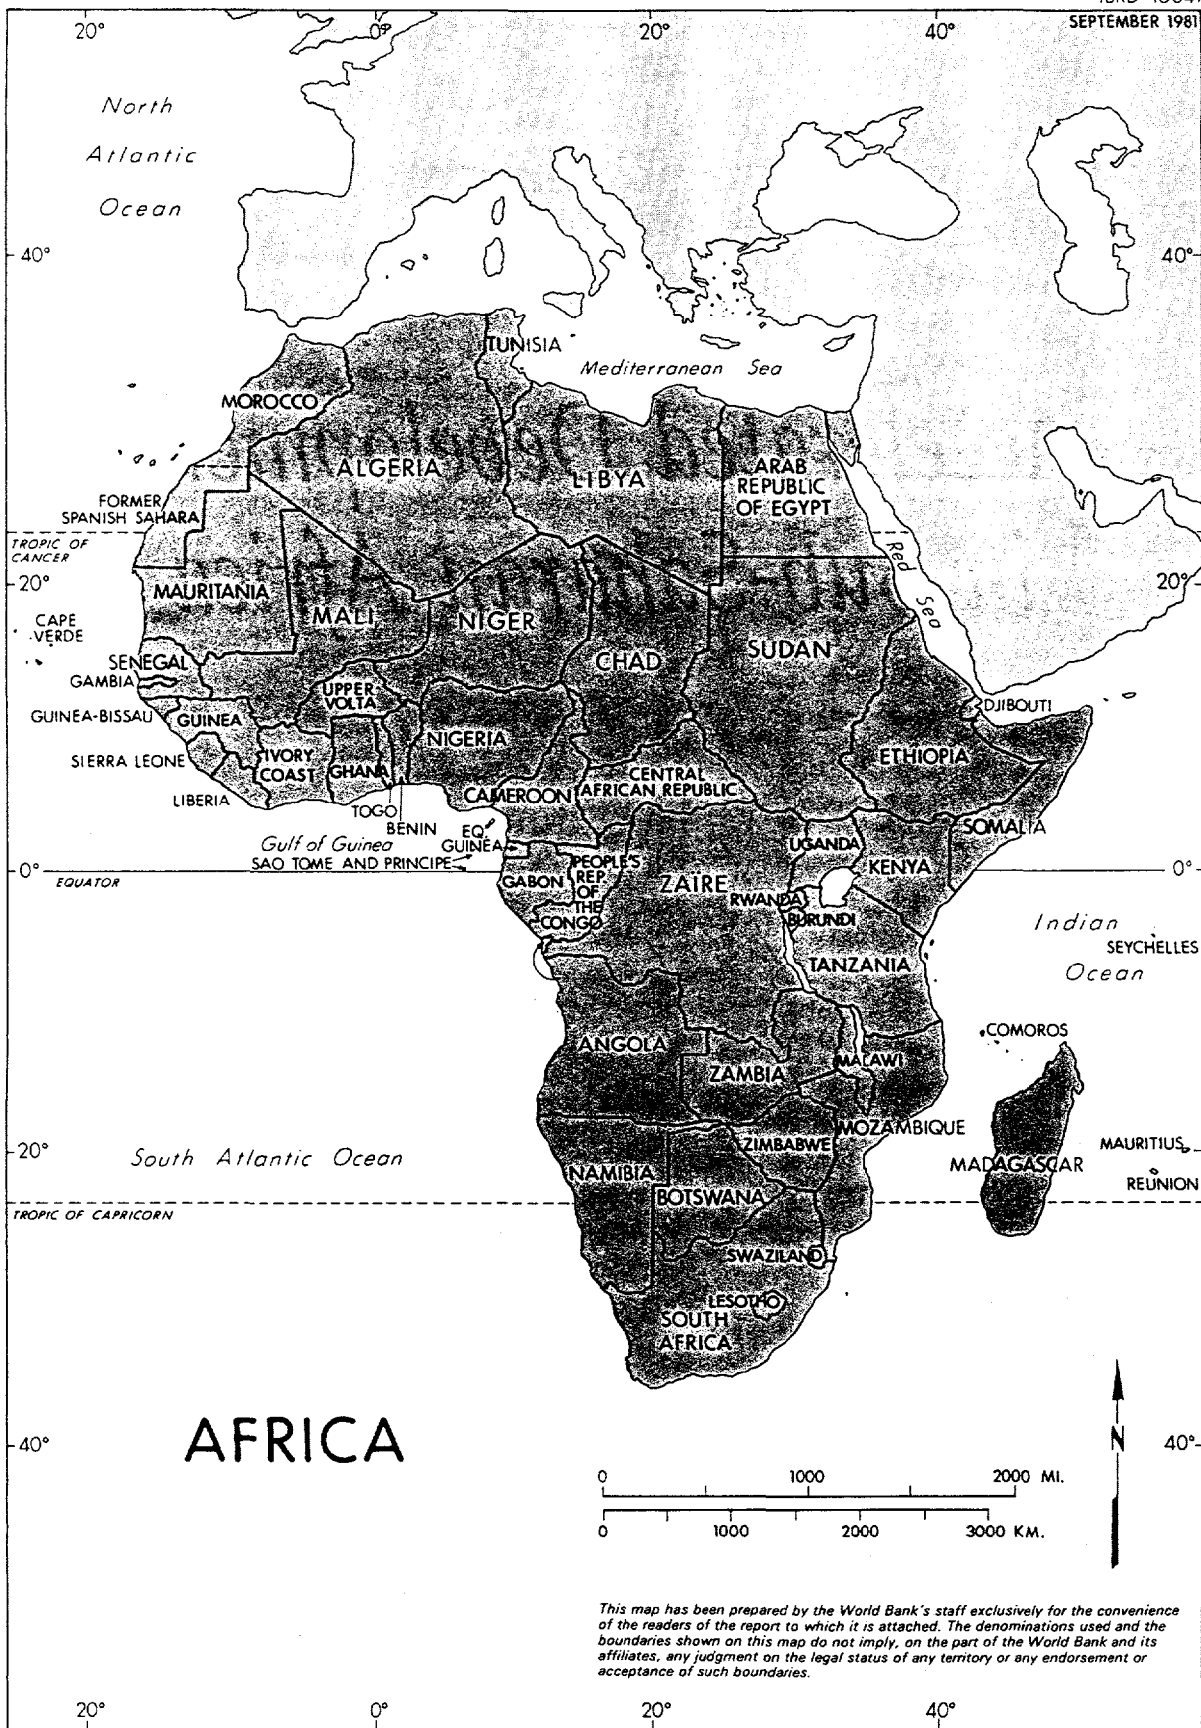 SEPTEMBER 1981
20°
0°
20°
40°
North
Atlantic
Ocean
40°
40°
TUNISIA
Mediterranean Sea
MOROCCO
ALGERIA
LIBYA
ARAB
REPUBLIC
OF EGYPT
FORMER
SPANISH SAHARA
TROPIC OF
CANCER
Red
Sea
20°
20°
MAURITANIA
MALI
NIGER
CHAD
SUDAN
CAPE
VERDE
SENEGAL
GAMBIA
GUINEA-BISSAU
GUINEA
UPPER
VOLTA
DJIBOUTI
NIGERIA
ETHIOPIA
SIERRA LEONE
IVORY
COAST
GHANA
CENTRAL
AFRICAN REPUBLIC
CAMEROON
LIBERIA
TOGO
BENIN
SOMALIA
EQ.
GUINEA
Gulf of Guinea
SAO TOME AND PRINCIPE
UGANDA
KENYA
0°
0°
EQUATOR
GABON
PEOPLE'S
REP.
OF
THE
CONGO
ZAIRE
RWANDA
BURUNDI
Indian
Ocean
SEYCHELLES
TANZANIA
COMOROS
ANGOLA
ZAMBIA
MALAWI
MOZAMBIQUE
ZIMBABWE
20°
20°
South Atlantic Ocean
NAMIBIA
BOTSWANA
MADAGASCAR
MAURITIUS
REUNION
TROPIC OF CAPRICORN
SWAZILAND
LESOTHO
SOUTH
AFRICA
AFRICA
N
40°
40°
0 1000 2000 MI.
0 1000 2000 3000 KM.
This map has been prepared by the World Bank's staff exclusively for the convenience
of the readers of the report to which it is attached. The denominations used and the
boundaries shown on this map do not imply, on the part of the World Bank and its
affiliates, any judgment on the legal status of any territory or any endorsement or
acceptance of such boundaries.
20°
0°
20°
40°